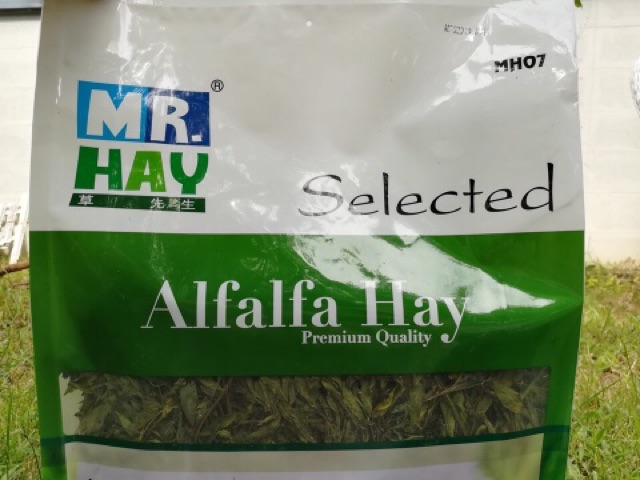 MH07
MR.
®
HAY
草 先生
Selected
Alfalfa Hay
Premium Quality